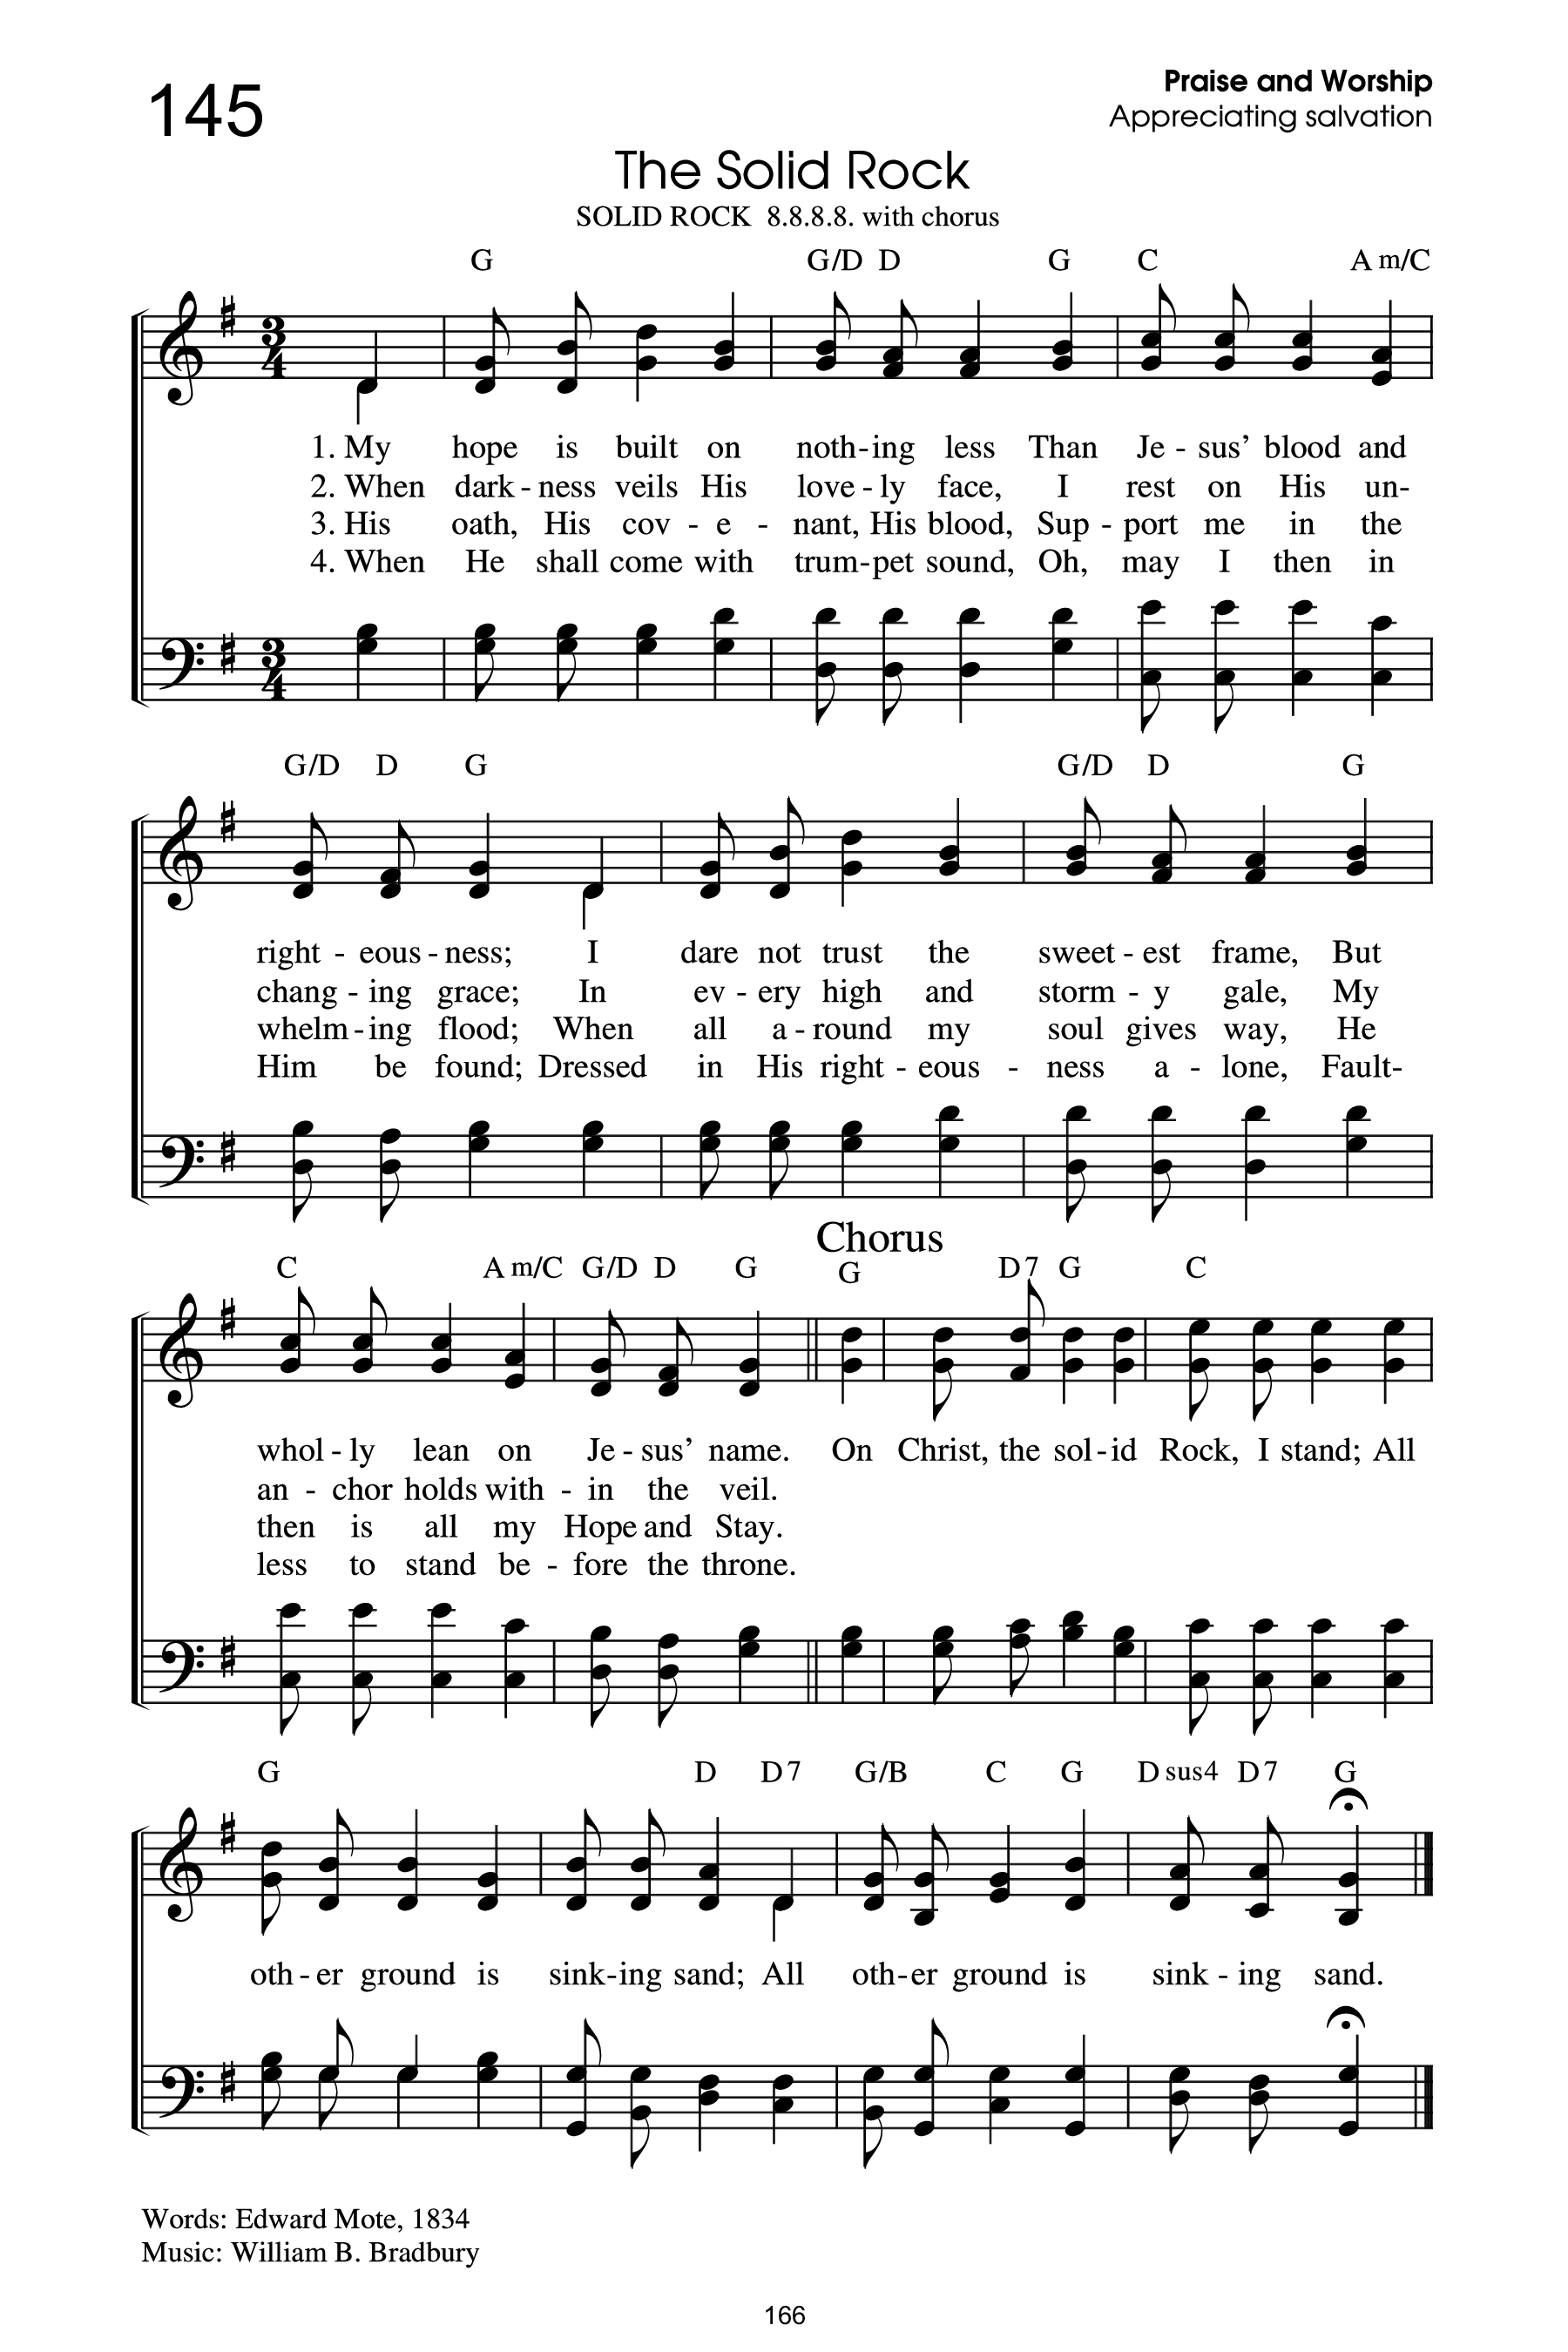 145
Praise and Worship
Appreciating salvation
The Solid Rock
SOLID ROCK 8.8.8.8. with chorus
G G/D D G C A m/C
3 4
1. My hope is built on noth-ing less Than Je - sus’ blood and
2. When dark - ness veils His love - ly face, I rest on His un-
3. His oath, His cov - e - nant, His blood, Sup - port me in the
4. When He shall come with trum-pet sound, Oh, may I then in
3 4
G/D D G G/D D G
right - eous - ness; I dare not trust the sweet - est frame, But
chang - ing grace; In ev - ery high and storm - y gale, My
whelm - ing flood; When all a - round my soul gives way, He
Him be found; Dressed in His right - eous - ness a - lone, Fault-
Chorus
C A m/C G/D D G G D 7 G C
whol - ly lean on Je - sus’ name. On Christ, the sol - id Rock, I stand; All
an - chor holds with - in the veil.
then is all my Hope and Stay.
less to stand be - fore the throne.
G D D 7 G/B C G D sus4 D 7 G
oth - er ground is sink-ing sand; All oth-er ground is sink - ing sand.
Words: Edward Mote, 1834
Music: William B. Bradbury
166